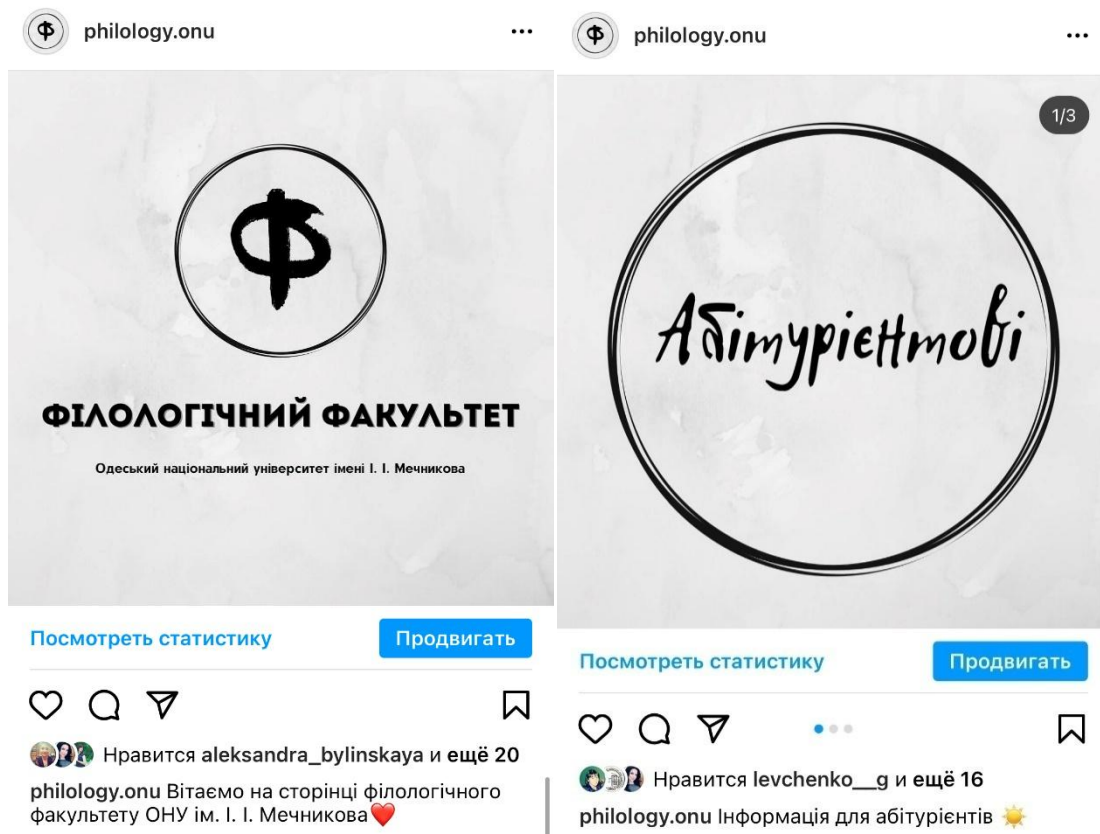 philology.onu
Ф
ФІЛОЛОГІЧНИЙ ФАКУЛЬТЕТ
Одеський національний університет імені І. І. Мечникова
Посмотреть статистику
Продвигать
Нравится aleksandra_bylinskaya и ещё 20
philology.onu Вітаємо на сторінці філологічного
факультету ОНУ ім. І. І. Мечникова❤️
philology.onu
1/3
Абітурієнтові
Посмотреть статистику
Продвигать
Нравится levchenko__g и ещё 16
philology.onu Інформація для абітурієнтів ☀️